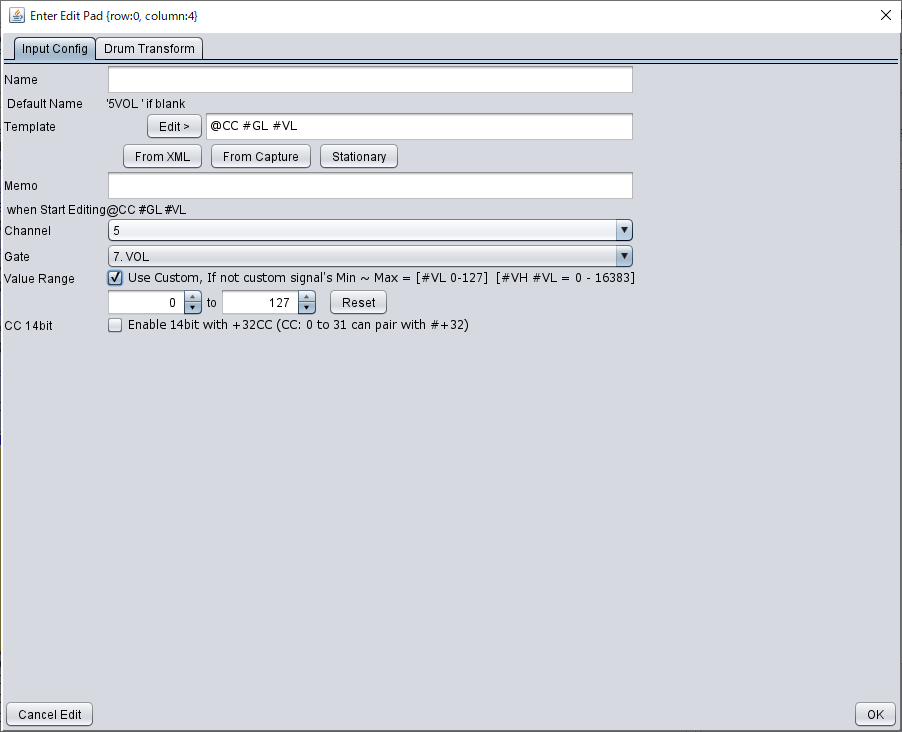 Enter Edit Pad {row:0, column:4}
Input Config Drum Transform
Name
Default Name '5VOL ' if blank
Template Edit > @CC #GL #VL
From XML From Capture Stationary
Memo
when Start Editing@CC #GL #VL
Channel 5
Gate 7. VOL
Value Range Use Custom, If not custom signal's Min ~ Max = [#VL 0-127] [#VH #VL = 0 - 16383]
0 to 127 Reset
CC 14bit Enable 14bit with +32CC (CC: 0 to 31 can pair with #+32)
Cancel Edit OK